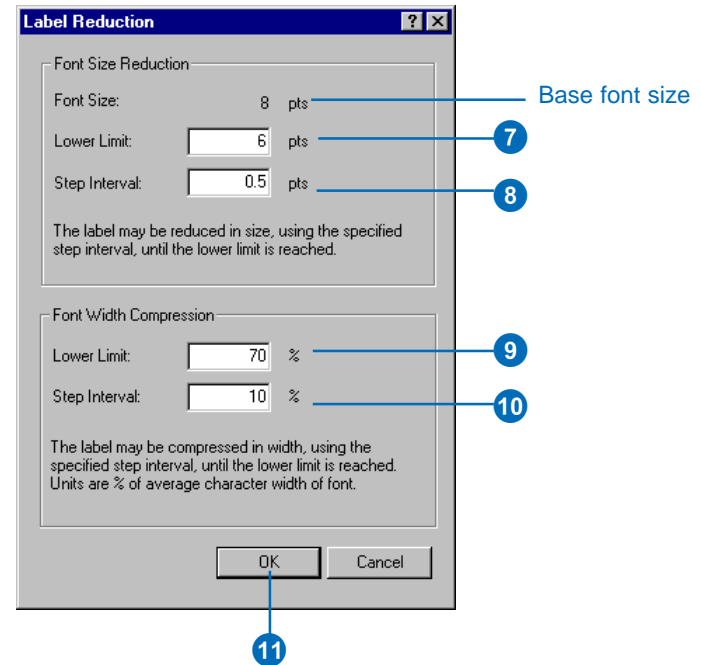 Label Reduction
Font Size Reduction
Font Size: 8 pts
Base font size
Lower Limit: 6 pts
7
Step Interval: 0.5 pts
8
The label may be reduced in size, using the specified
step interval, until the lower limit is reached.
Font Width Compression
Lower Limit: 70 %
9
Step Interval: 10 %
10
The label may be compressed in width, using the
specified step interval, until the lower limit is reached.
Units are % of average character width of font.
OK Cancel
11